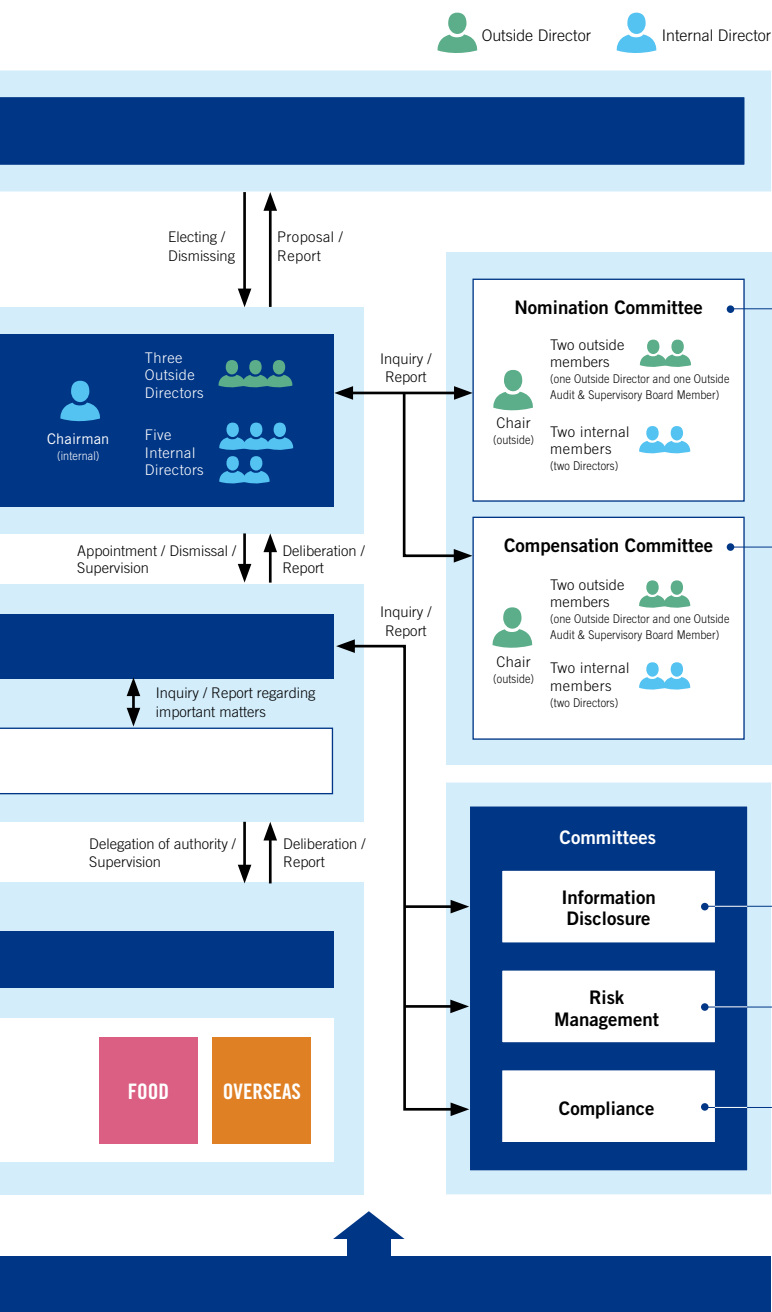 Outside Director
Internal Director
Electing /
Dismissing
Proposal /
Report
Three
Outside
Directors
Chairman
(internal)
Five
Internal
Directors
Inquiry /
Report
Nomination Committee
Two outside
members
(one Outside Director and one Outside
Audit & Supervisory Board Member)
Chair
(outside)
Two internal
members
(two Directors)
Appointment / Dismissal /
Supervision
Deliberation /
Report
Compensation Committee
Two outside
members
(one Outside Director and one Outside
Audit & Supervisory Board Member)
Chair
(outside)
Two internal
members
(two Directors)
Inquiry /
Report
Inquiry / Report regarding
important matters
Delegation of authority /
Supervision
Deliberation /
Report
Committees
Information
Disclosure
Risk
Management
Compliance
FOOD
OVERSEAS